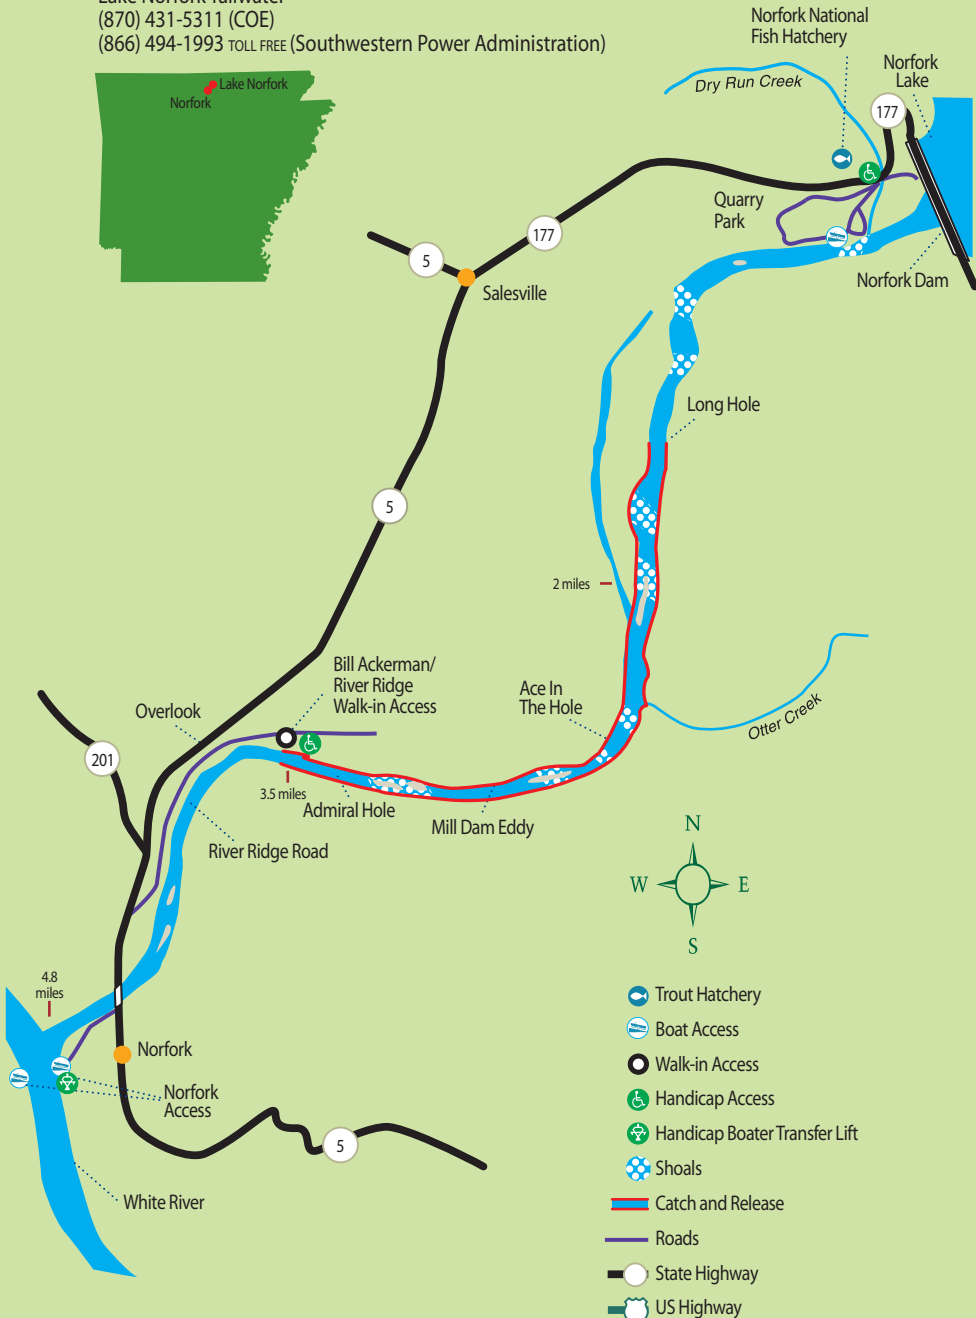 Lake Norfork Tailwater
(870) 431-5311 (COE)
(866) 494-1993 TOLL FREE (Southwestern Power Administration)
Lake Norfork
Norfork
Norfork National
Fish Hatchery
Norfork
Lake
Dry Run Creek
177
Quarry
Park
177
5
Salesville
Norfork Dam
Long Hole
5
2 miles
Bill Ackerman/
River Ridge
Walk-in Access
Ace In
The Hole
Otter Creek
Overlook
201
3.5 miles
Admiral Hole
Mill Dam Eddy
River Ridge Road
N
W
E
S
4.8
miles
Norfork
Norfork
Access
5
White River
Trout Hatchery
Boat Access
Walk-in Access
Handicap Access
Handicap Boater Transfer Lift
Shoals
Catch and Release
Roads
State Highway
US Highway